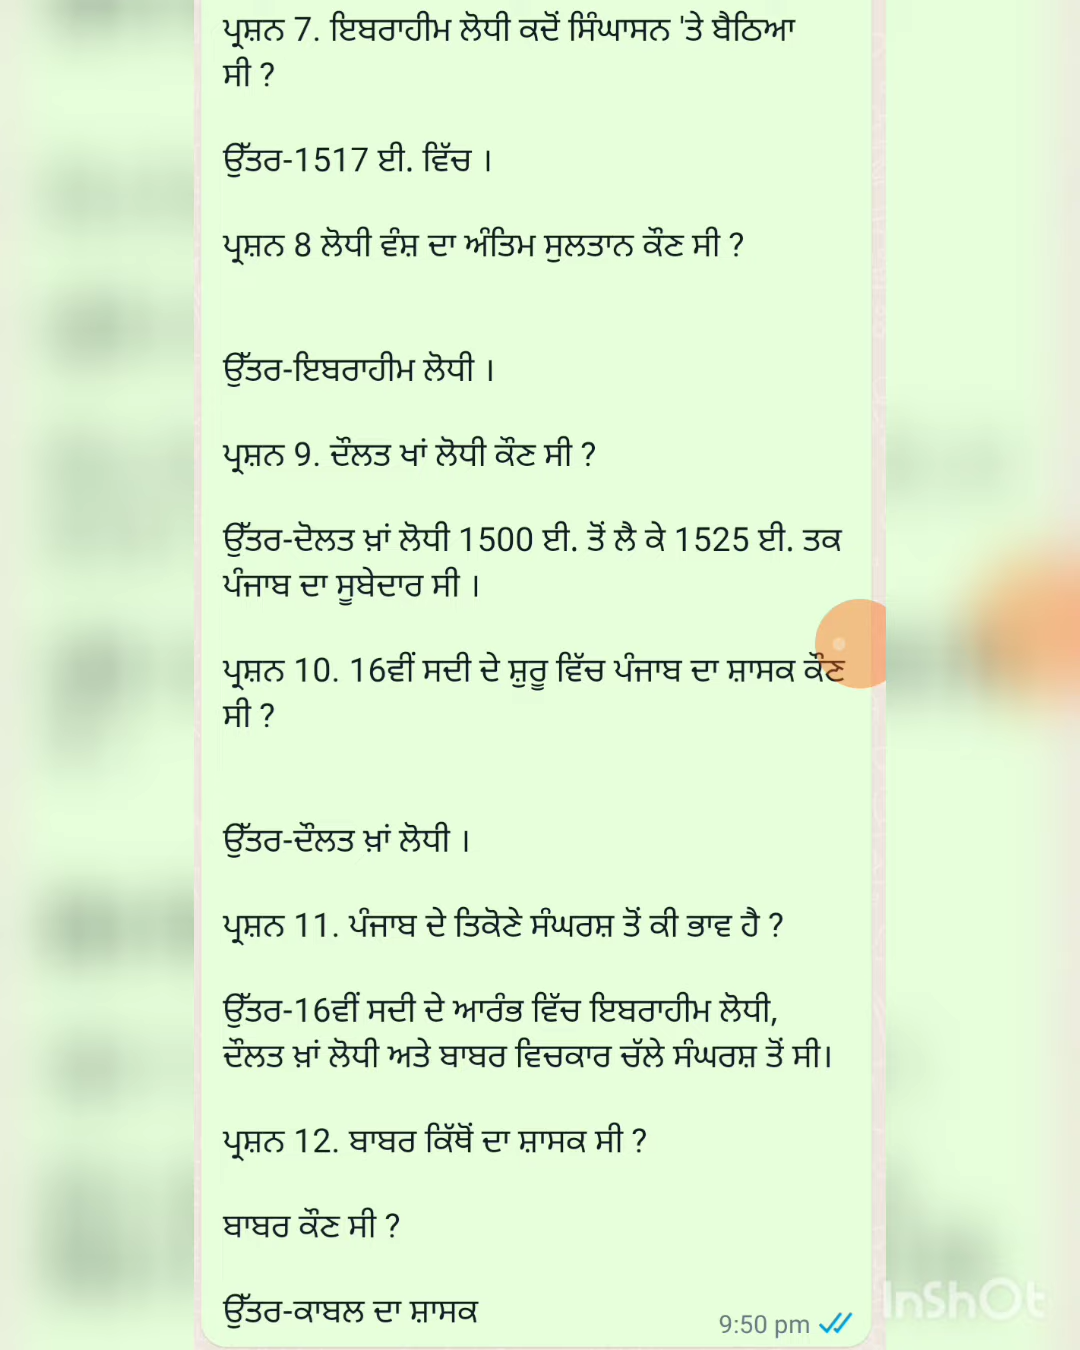 ਪ੍ਰਸ਼ਨ 7. ਇਬਰਾਹੀਮ ਲੋਧੀ ਕਦੋਂ ਸਿੰਘਾਸਨ 'ਤੇ ਬੈਠਿਆ
ਸੀ ?
ਉੱਤਰ-1517 ਈ. ਵਿੱਚ ।
ਪ੍ਰਸ਼ਨ 8 ਲੋਧੀ ਵੰਸ਼ ਦਾ ਅੰਤਿਮ ਸੁਲਤਾਨ ਕੌਣ ਸੀ ?
ਉੱਤਰ-ਇਬਰਾਹੀਮ ਲੋਧੀ ।
ਪ੍ਰਸ਼ਨ 9. ਦੌਲਤ ਖਾਂ ਲੋਧੀ ਕੌਣ ਸੀ ?
ਉੱਤਰ-ਦੋਲਤ ਖ਼ਾਂ ਲੋਧੀ 1500 ਈ. ਤੋਂ ਲੈ ਕੇ 1525 ਈ. ਤਕ
ਪੰਜਾਬ ਦਾ ਸੂਬੇਦਾਰ ਸੀ ।
ਪ੍ਰਸ਼ਨ 10. 16ਵੀਂ ਸਦੀ ਦੇ ਸ਼ੁਰੂ ਵਿੱਚ ਪੰਜਾਬ ਦਾ ਸ਼ਾਸਕ ਕੌਣ
ਸੀ ?
ਉੱਤਰ-ਦੌਲਤ ਖ਼ਾਂ ਲੋਧੀ ।
ਪ੍ਰਸ਼ਨ 11. ਪੰਜਾਬ ਦੇ ਤਿਕੋਣੇ ਸੰਘਰਸ਼ ਤੋਂ ਕੀ ਭਾਵ ਹੈ ?
ਉੱਤਰ-16ਵੀਂ ਸਦੀ ਦੇ ਆਰੰਭ ਵਿੱਚ ਇਬਰਾਹੀਮ ਲੋਧੀ,
ਦੌਲਤ ਖ਼ਾਂ ਲੋਧੀ ਅਤੇ ਬਾਬਰ ਵਿਚਕਾਰ ਚੱਲੇ ਸੰਘਰਸ਼ ਤੋਂ ਸੀ।
ਪ੍ਰਸ਼ਨ 12. ਬਾਬਰ ਕਿੱਥੋਂ ਦਾ ਸ਼ਾਸਕ ਸੀ ?
ਬਾਬਰ ਕੌਣ ਸੀ ?
ਉੱਤਰ-ਕਾਬਲ ਦਾ ਸ਼ਾਸਕ
9:50 pm
InShOt